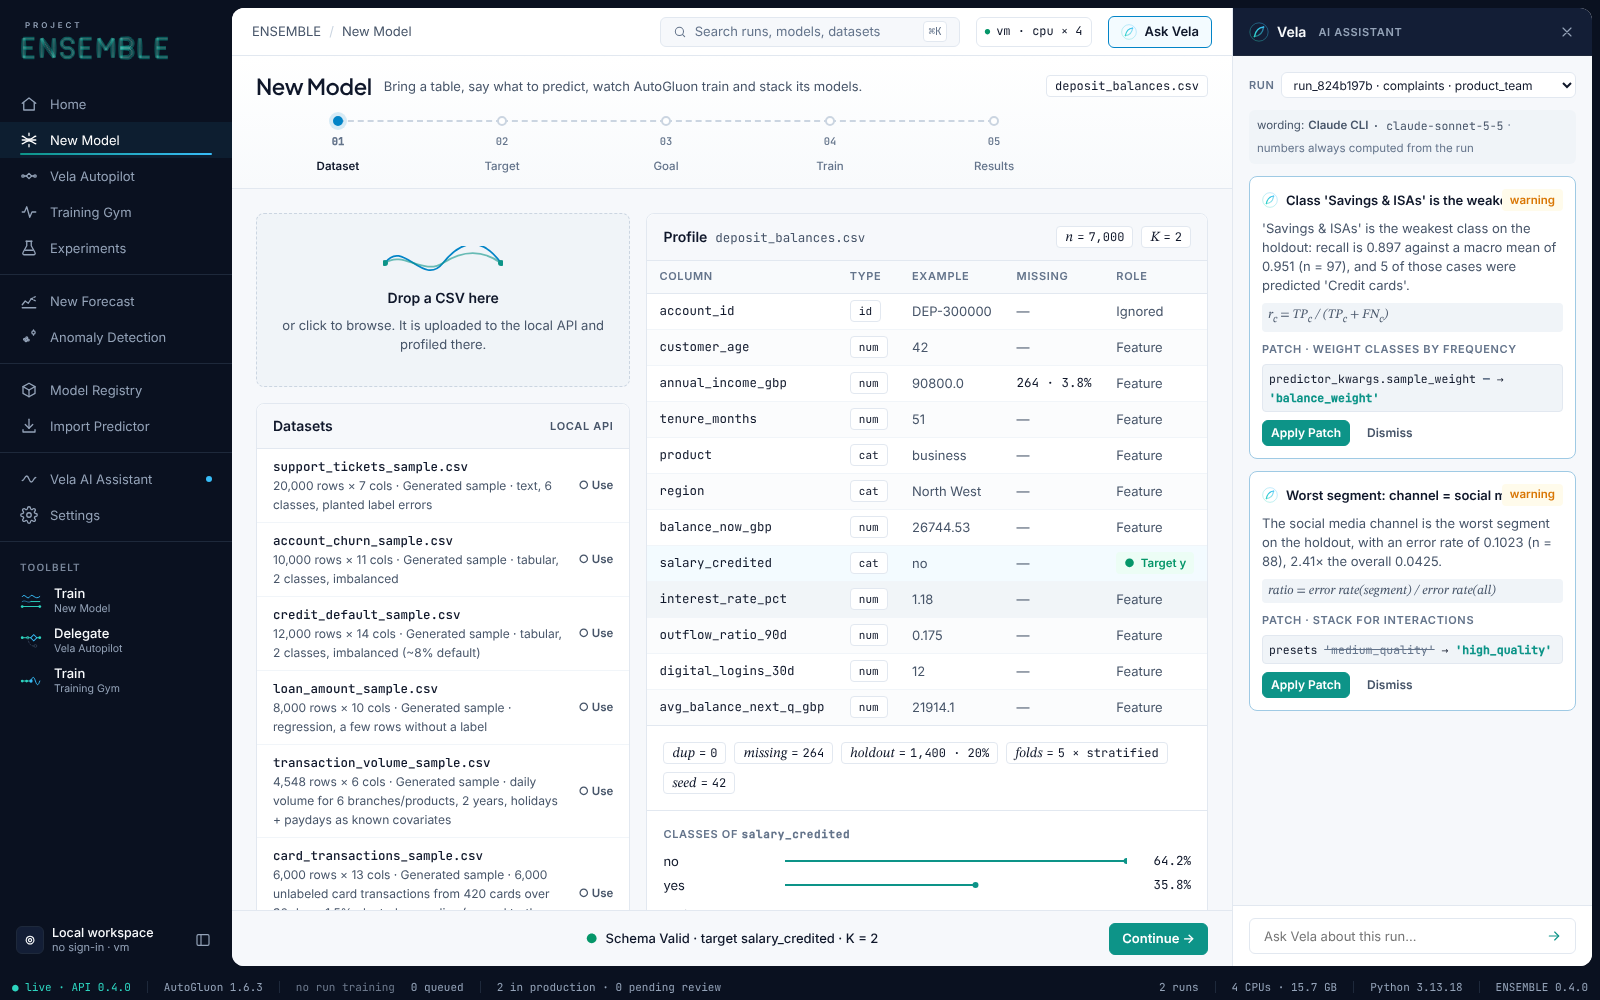 PROJECT
ENSEMBLE
Home
New Model
Vela Autopilot
Training Gym
Experiments
New Forecast
Anomaly Detection
Model Registry
Import Predictor
Vela AI Assistant
Settings
TOOLBELT
Train
New Model
Delegate
Vela Autopilot
Train
Training Gym
Local workspace
no sign-in · vm
ENSEMBLE / New Model
Search runs, models, datasets ⌘K
vm · cpu × 4
Ask Vela
New Model Bring a table, say what to predict, watch AutoGluon train and stack its models.
deposit_balances.csv
01 02 03 04 05
Dataset Target Goal Train Results
Drop a CSV here
or click to browse. It is uploaded to the local API and
profiled there.
Datasets LOCAL API
support_tickets_sample.csv
20,000 rows × 7 cols · Generated sample · text, 6
classes, planted label errors
Use
account_churn_sample.csv
10,000 rows × 11 cols · Generated sample · tabular,
2 classes, imbalanced
Use
credit_default_sample.csv
12,000 rows × 14 cols · Generated sample · tabular,
2 classes, imbalanced (~8% default)
Use
loan_amount_sample.csv
8,000 rows × 10 cols · Generated sample ·
regression, a few rows without a label
Use
transaction_volume_sample.csv
4,548 rows × 6 cols · Generated sample · daily
volume for 6 branches/products, 2 years, holidays
+ paydays as known covariates
Use
card_transactions_sample.csv
6,000 rows × 13 cols · Generated sample · 6,000
unlabeled card transactions from 420 cards over
Use
Profile deposit_balances.csv n = 7,000 K = 2
COLUMN TYPE EXAMPLE MISSING ROLE
account_id id DEP-300000 — Ignored
customer_age num 42 — Feature
annual_income_gbp num 90800.0 264 · 3.8% Feature
tenure_months num 51 — Feature
product cat business — Feature
region cat North West — Feature
balance_now_gbp num 26744.53 — Feature
salary_credited cat no — Target y
interest_rate_pct num 1.18 — Feature
outflow_ratio_90d num 0.175 — Feature
digital_logins_30d num 12 — Feature
avg_balance_next_q_gbp num 21914.1 — Feature
dup = 0 missing = 264 holdout = 1,400 · 20% folds = 5 × stratified
seed = 42
CLASSES OF salary_credited
no 64.2%
yes 35.8%
Schema Valid · target salary_credited · K = 2
Continue →
Vela AI ASSISTANT
RUN run_824b197b · complaints · product_team
wording: Claude CLI · claude-sonnet-5-5 ·
numbers always computed from the run
Class 'Savings & ISAs' is the weake warning
'Savings & ISAs' is the weakest class on the
holdout: recall is 0.897 against a macro mean of
0.951 (n = 97), and 5 of those cases were
predicted 'Credit cards'.
r_c = TP_c / (TP_c + FN_c)
PATCH · WEIGHT CLASSES BY FREQUENCY
predictor_kwargs.sample_weight — →
'balance_weight'
Apply Patch Dismiss
Worst segment: channel = social m warning
The social media channel is the worst segment
on the holdout, with an error rate of 0.1023 (n =
88), 2.41× the overall 0.0425.
ratio = error rate(segment) / error rate(all)
PATCH · STACK FOR INTERACTIONS
presets 'medium_quality' → 'high_quality'
Apply Patch Dismiss
Ask Vela about this run... →
live · API 0.4.0 AutoGluon 1.6.3 no run training 0 queued 2 in production · 0 pending review 2 runs 4 CPUs · 15.7 GB Python 3.13.18 ENSEMBLE 0.4.0